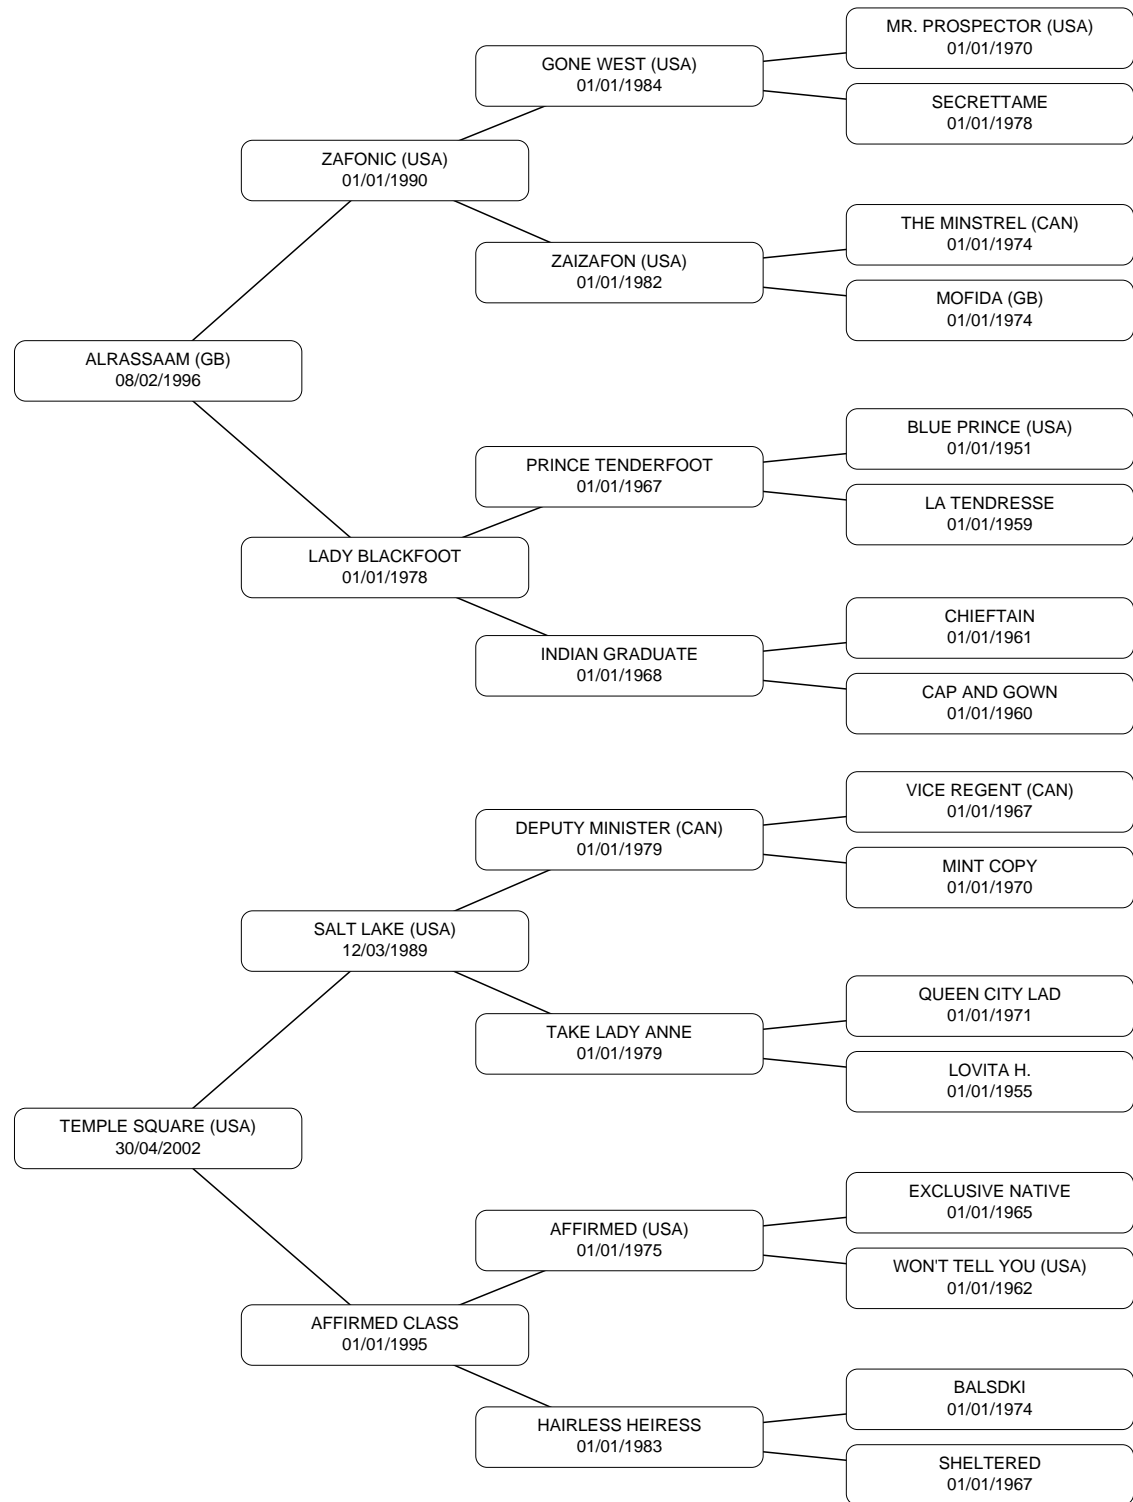 MR. PROSPECTOR (USA)
01/01/1970
GONE WEST (USA)
01/01/1984
SECRETTAME
01/01/1978
ZAFONIC (USA)
01/01/1990
THE MINSTREL (CAN)
01/01/1974
ZAIZAFON (USA)
01/01/1982
MOFIDA (GB)
01/01/1974
ALRASSAAM (GB)
08/02/1996
BLUE PRINCE (USA)
01/01/1951
PRINCE TENDERFOOT
01/01/1967
LA TENDRESSE
01/01/1959
LADY BLACKFOOT
01/01/1978
CHIEFTAIN
01/01/1961
INDIAN GRADUATE
01/01/1968
CAP AND GOWN
01/01/1960
VICE REGENT (CAN)
01/01/1967
DEPUTY MINISTER (CAN)
01/01/1979
MINT COPY
01/01/1970
SALT LAKE (USA)
12/03/1989
QUEEN CITY LAD
01/01/1971
TAKE LADY ANNE
01/01/1979
LOVITA H.
01/01/1955
TEMPLE SQUARE (USA)
30/04/2002
EXCLUSIVE NATIVE
01/01/1965
AFFIRMED (USA)
01/01/1975
WON'T TELL YOU (USA)
01/01/1962
AFFIRMED CLASS
01/01/1995
BALSDKI
01/01/1974
HAIRLESS HEIRESS
01/01/1983
SHELTERED
01/01/1967